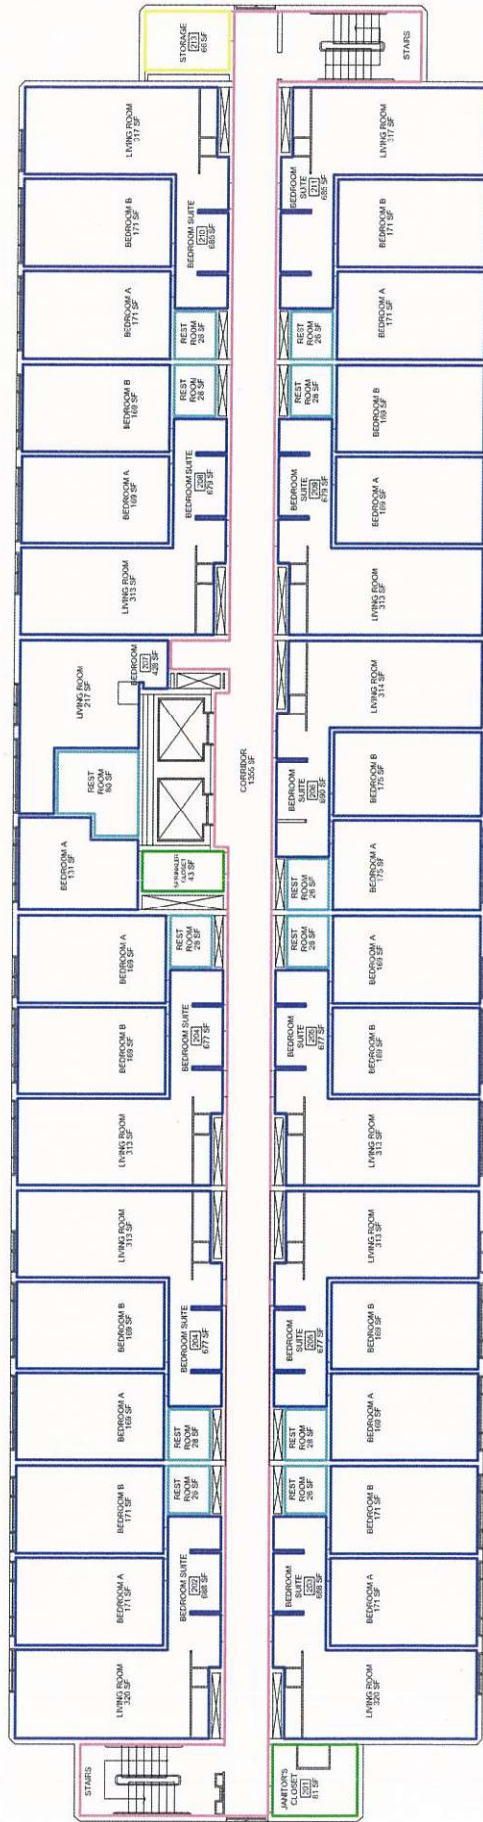 STORAGE
213
66 SF
STAIRS
LIVING ROOM
317 SF
BEDROOM B
171 SF
BEDROOM SUITE
210
685 SF
BEDROOM A
171 SF
REST
ROOM
26 SF
LIVING ROOM
317 SF
BEDROOM
SUITE
211
685 SF
BEDROOM B
171 SF
BEDROOM A
171 SF
REST
ROOM
26 SF
BEDROOM B
169 SF
REST
ROOM
28 SF
BEDROOM A
169 SF
BEDROOM SUITE
208
679 SF
LIVING ROOM
313 SF
REST
ROOM
28 SF
BEDROOM B
169 SF
BEDROOM
SUITE
209
679 SF
BEDROOM A
169 SF
LIVING ROOM
313 SF
LIVING ROOM
217 SF
BEDROOM
207
428 SF
REST
ROOM
80 SF
BEDROOM A
131 SF
SPRINKLER
CLOSET
43 SF
CORRIDOR
1355 SF
LIVING ROOM
314 SF
BEDROOM
SUITE
206
690 SF
BEDROOM B
175 SF
BEDROOM A
175 SF
REST
ROOM
26 SF
BEDROOM A
169 SF
REST
ROOM
28 SF
BEDROOM B
169 SF
BEDROOM SUITE
204
677 SF
LIVING ROOM
313 SF
REST
ROOM
28 SF
BEDROOM A
169 SF
BEDROOM
SUITE
205
677 SF
BEDROOM B
169 SF
LIVING ROOM
313 SF
LIVING ROOM
313 SF
BEDROOM B
169 SF
BEDROOM SUITE
204
677 SF
BEDROOM A
169 SF
REST
ROOM
28 SF
LIVING ROOM
313 SF
BEDROOM B
169 SF
BEDROOM
SUITE
205
677 SF
BEDROOM A
169 SF
REST
ROOM
28 SF
BEDROOM B
171 SF
REST
ROOM
26 SF
BEDROOM A
171 SF
BEDROOM SUITE
202
688 SF
LIVING ROOM
320 SF
REST
ROOM
26 SF
BEDROOM B
171 SF
BEDROOM
SUITE
203
688 SF
BEDROOM A
171 SF
LIVING ROOM
320 SF
STAIRS
JANITOR'S
CLOSET
201
81 SF